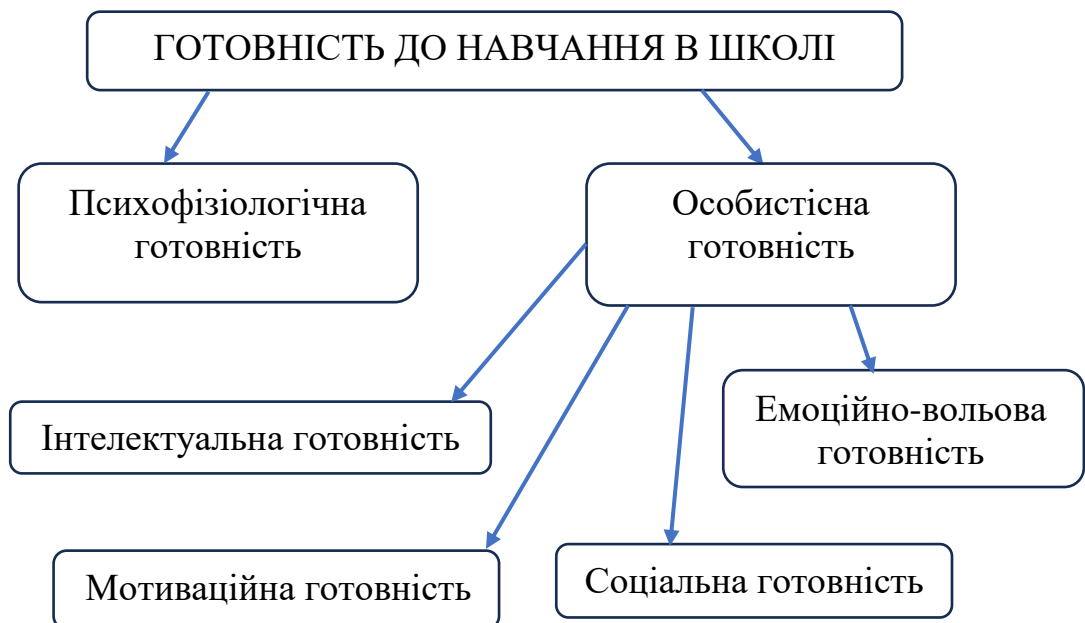 ГОТОВНІСТЬ ДО НАВЧАННЯ В ШКОЛІ
Психофізіологічна
готовність
Особистісна
готовність
Інтелектуальна готовність
Емоційно-вольова
готовність
Мотиваційна готовність
Соціальна готовність